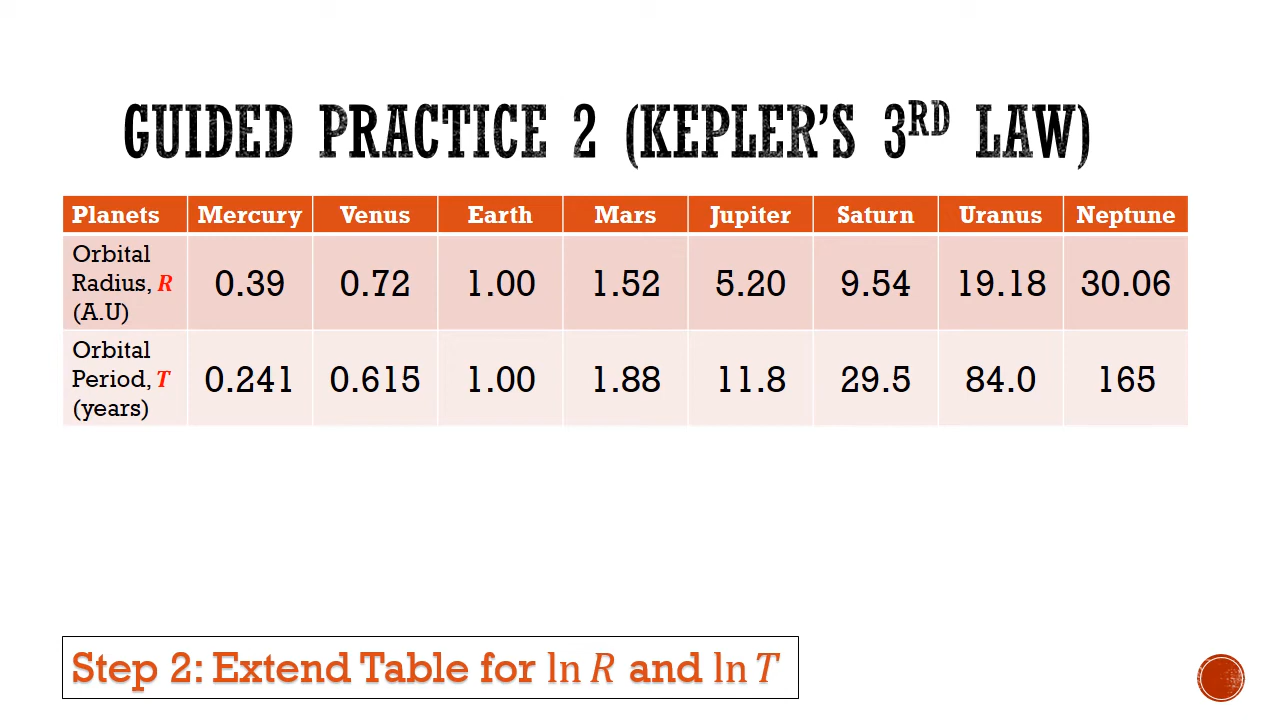 GUIDED PRACTICE 2 (KEPLER'S 3RD LAW)
Planets Mercury Venus Earth Mars Jupiter Saturn Uranus Neptune
Orbital
Radius, R
(A.U)
0.39 0.72 1.00 1.52 5.20 9.54 19.18 30.06
Orbital
Period, T
(years)
0.241 0.615 1.00 1.88 11.8 29.5 84.0 165
Step 2: Extend Table for ln R and ln T